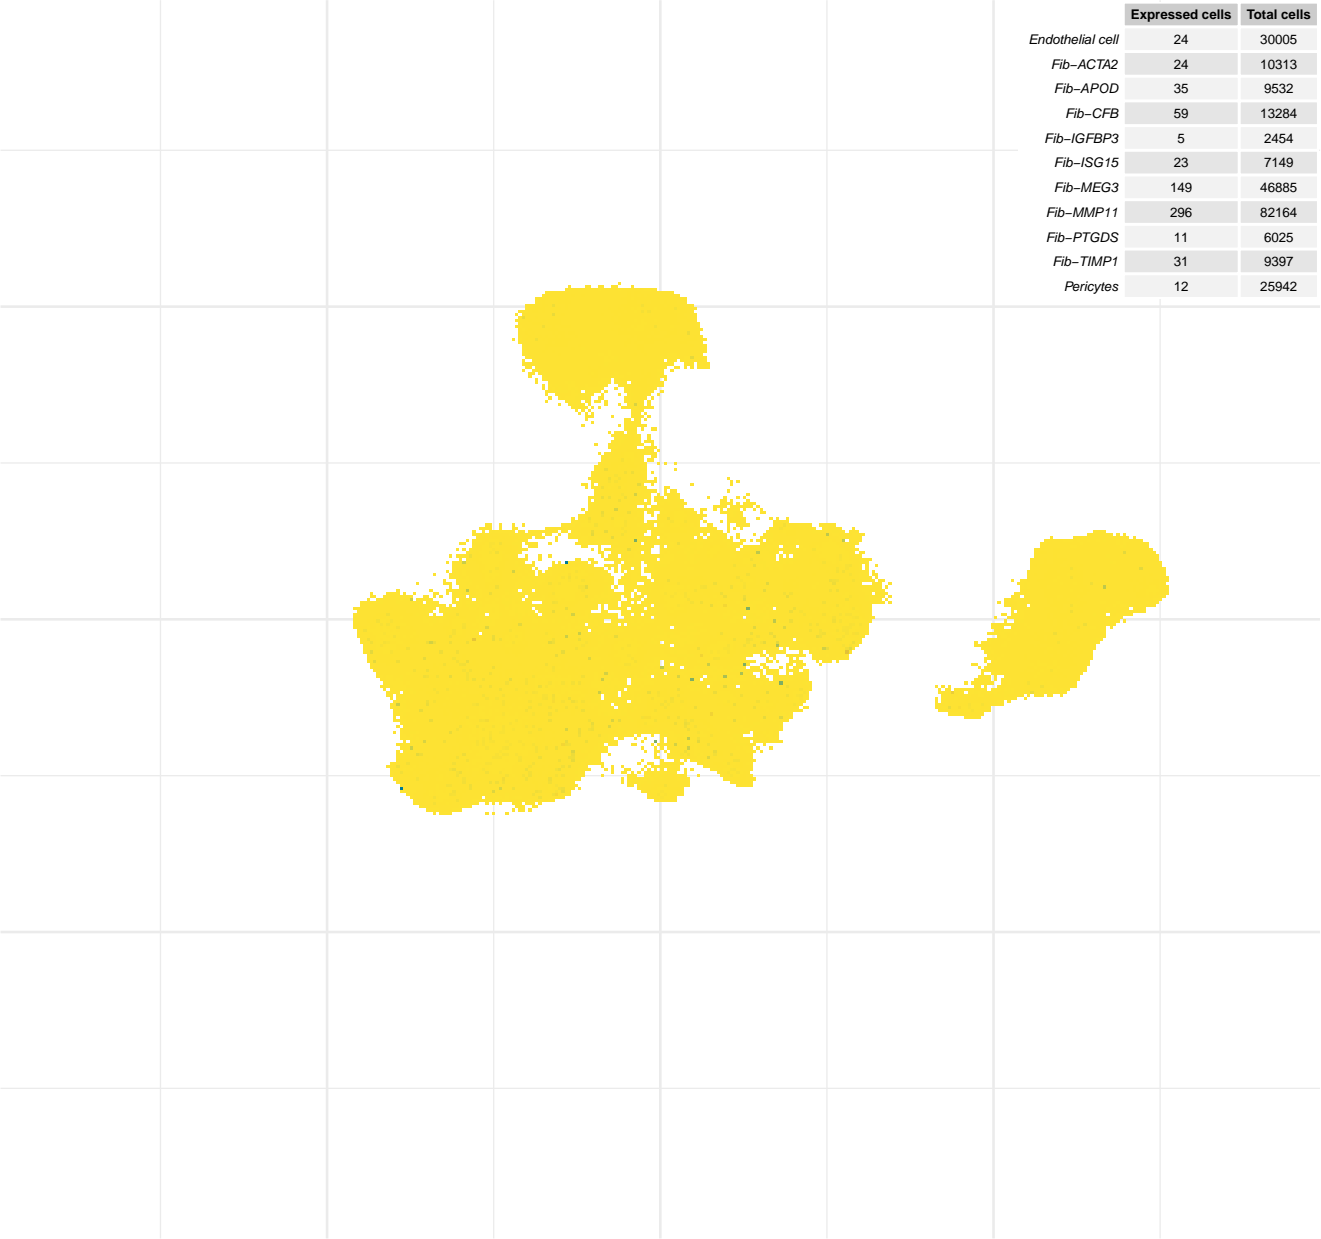 Expressed cells Total cells
Endothelial cell 24 30005
Fib−ACTA2 24 10313
Fib−APOD 35 9532
Fib−CFB 59 13284
Fib−IGFBP3 5 2454
Fib−ISG15 23 7149
Fib−MEG3 149 46885
Fib−MMP11 296 82164
Fib−PTGDS 11 6025
Fib−TIMP1 31 9397
Pericytes 12 25942